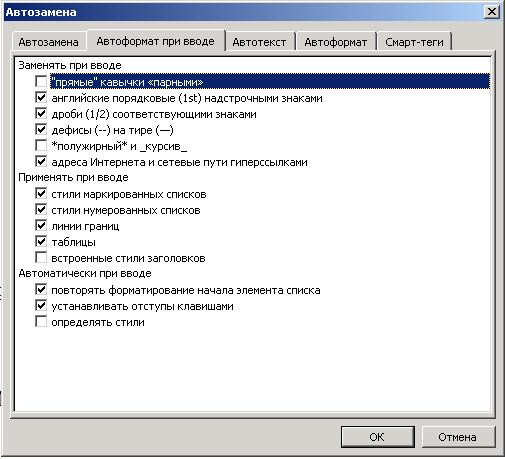 Автозамена
Автозамена Автоформат при вводе Автотекст Автоформат Смарт-теги
Заменять при вводе
"прямые" кавычки «парными»
английские порядковые (1st) надстрочными знаками
дроби (1/2) соответствующими знаками
дефисы (--) на тире (—)
*полужирный* и _курсив_
адреса Интернета и сетевые пути гиперссылками
Применять при вводе
стили маркированных списков
стили нумерованных списков
линии границ
таблицы
встроенные стили заголовков
Автоматически при вводе
повторять форматирование начала элемента списка
устанавливать отступы клавишами
определять стили
ОК Отмена